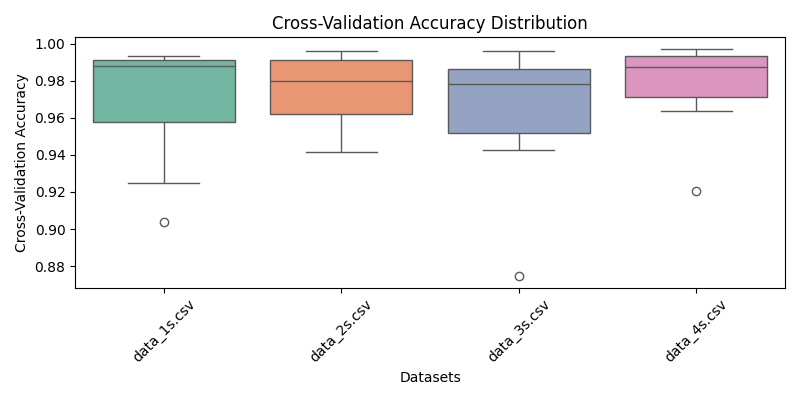 Cross-Validation Accuracy Distribution
Cross-Validation Accuracy
1.00
0.98
0.96
0.94
0.92
0.90
0.88
data_1s.csv
data_2s.csv
data_3s.csv
data_4s.csv
Datasets